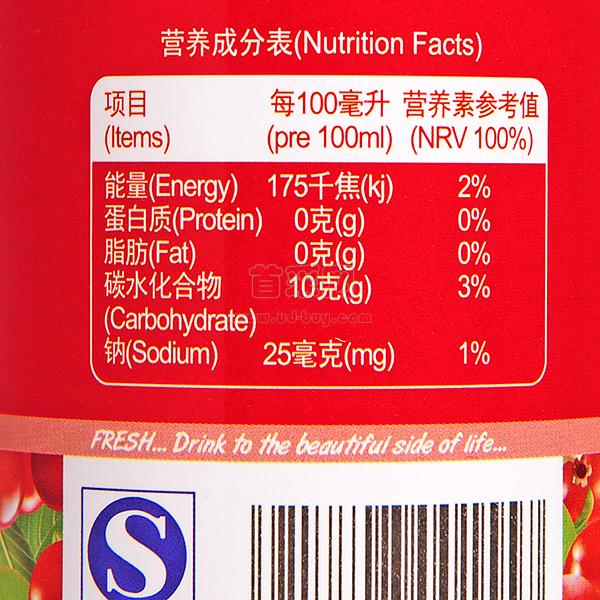 营养成分表(Nutrition Facts)
项目 每100毫升 营养素参考值
(Items) (pre 100ml) (NRV 100%)
能量(Energy) 175千焦(kj) 2%
蛋白质(Protein) 0克(g) 0%
脂肪(Fat) 0克(g) 0%
碳水化合物 10克(g) 3%
(Carbohydrate)
钠(Sodium) 25毫克(mg) 1%
FRESH... Drink to the beautiful side of life...
S